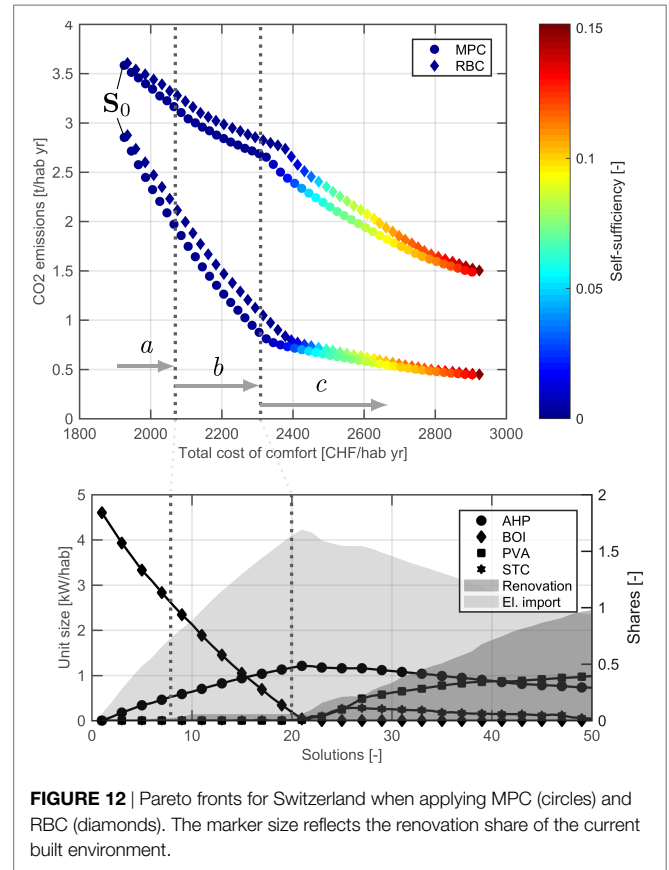 4
3.5
3
2.5
2
1.5
1
0.5
0
CO2 emissions [t/hab yr]
S0
MPC
RBC
a
b
c
1800
2000
2200
2400
2600
2800
3000
Total cost of comfort [CHF/hab yr]
0.15
0.1
0.05
0
Self-sufficiency [-]
5
4
3
2
1
0
Unit size [kW/hab]
AHP
BOI
PVA
STC
Renovation
El. import
2
1.5
1
0.5
0
Shares [-]
0
10
20
30
40
50
Solutions [-]
FIGURE 12 | Pareto fronts for Switzerland when applying MPC (circles) and
RBC (diamonds). The marker size reflects the renovation share of the current
built environment.